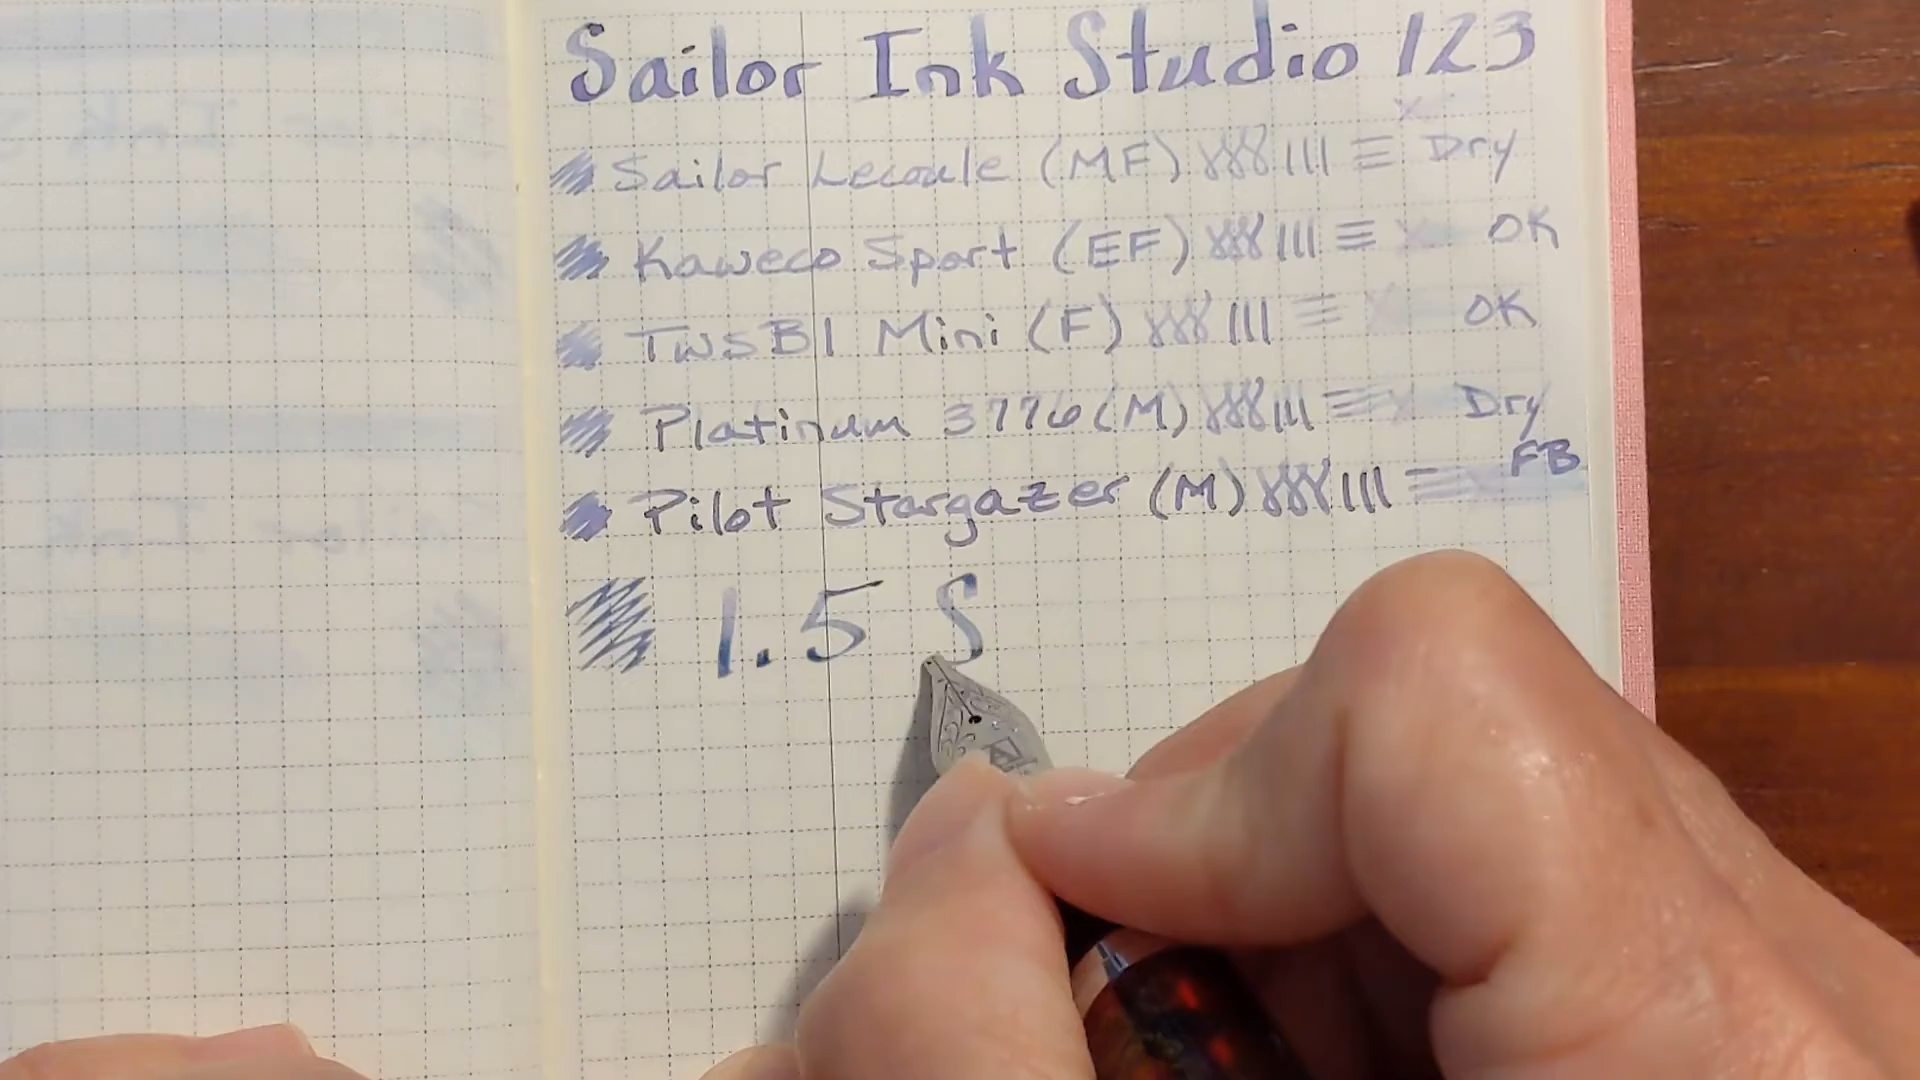 Sailor Ink Studio 123
Sailor Lecoule (MF) Dry
Kaweco Sport (EF) OK
TWSBI Mini (F) OK
Platinum 3776 (M) Dry
Pilot Stargazer (M) FB
1.5 S